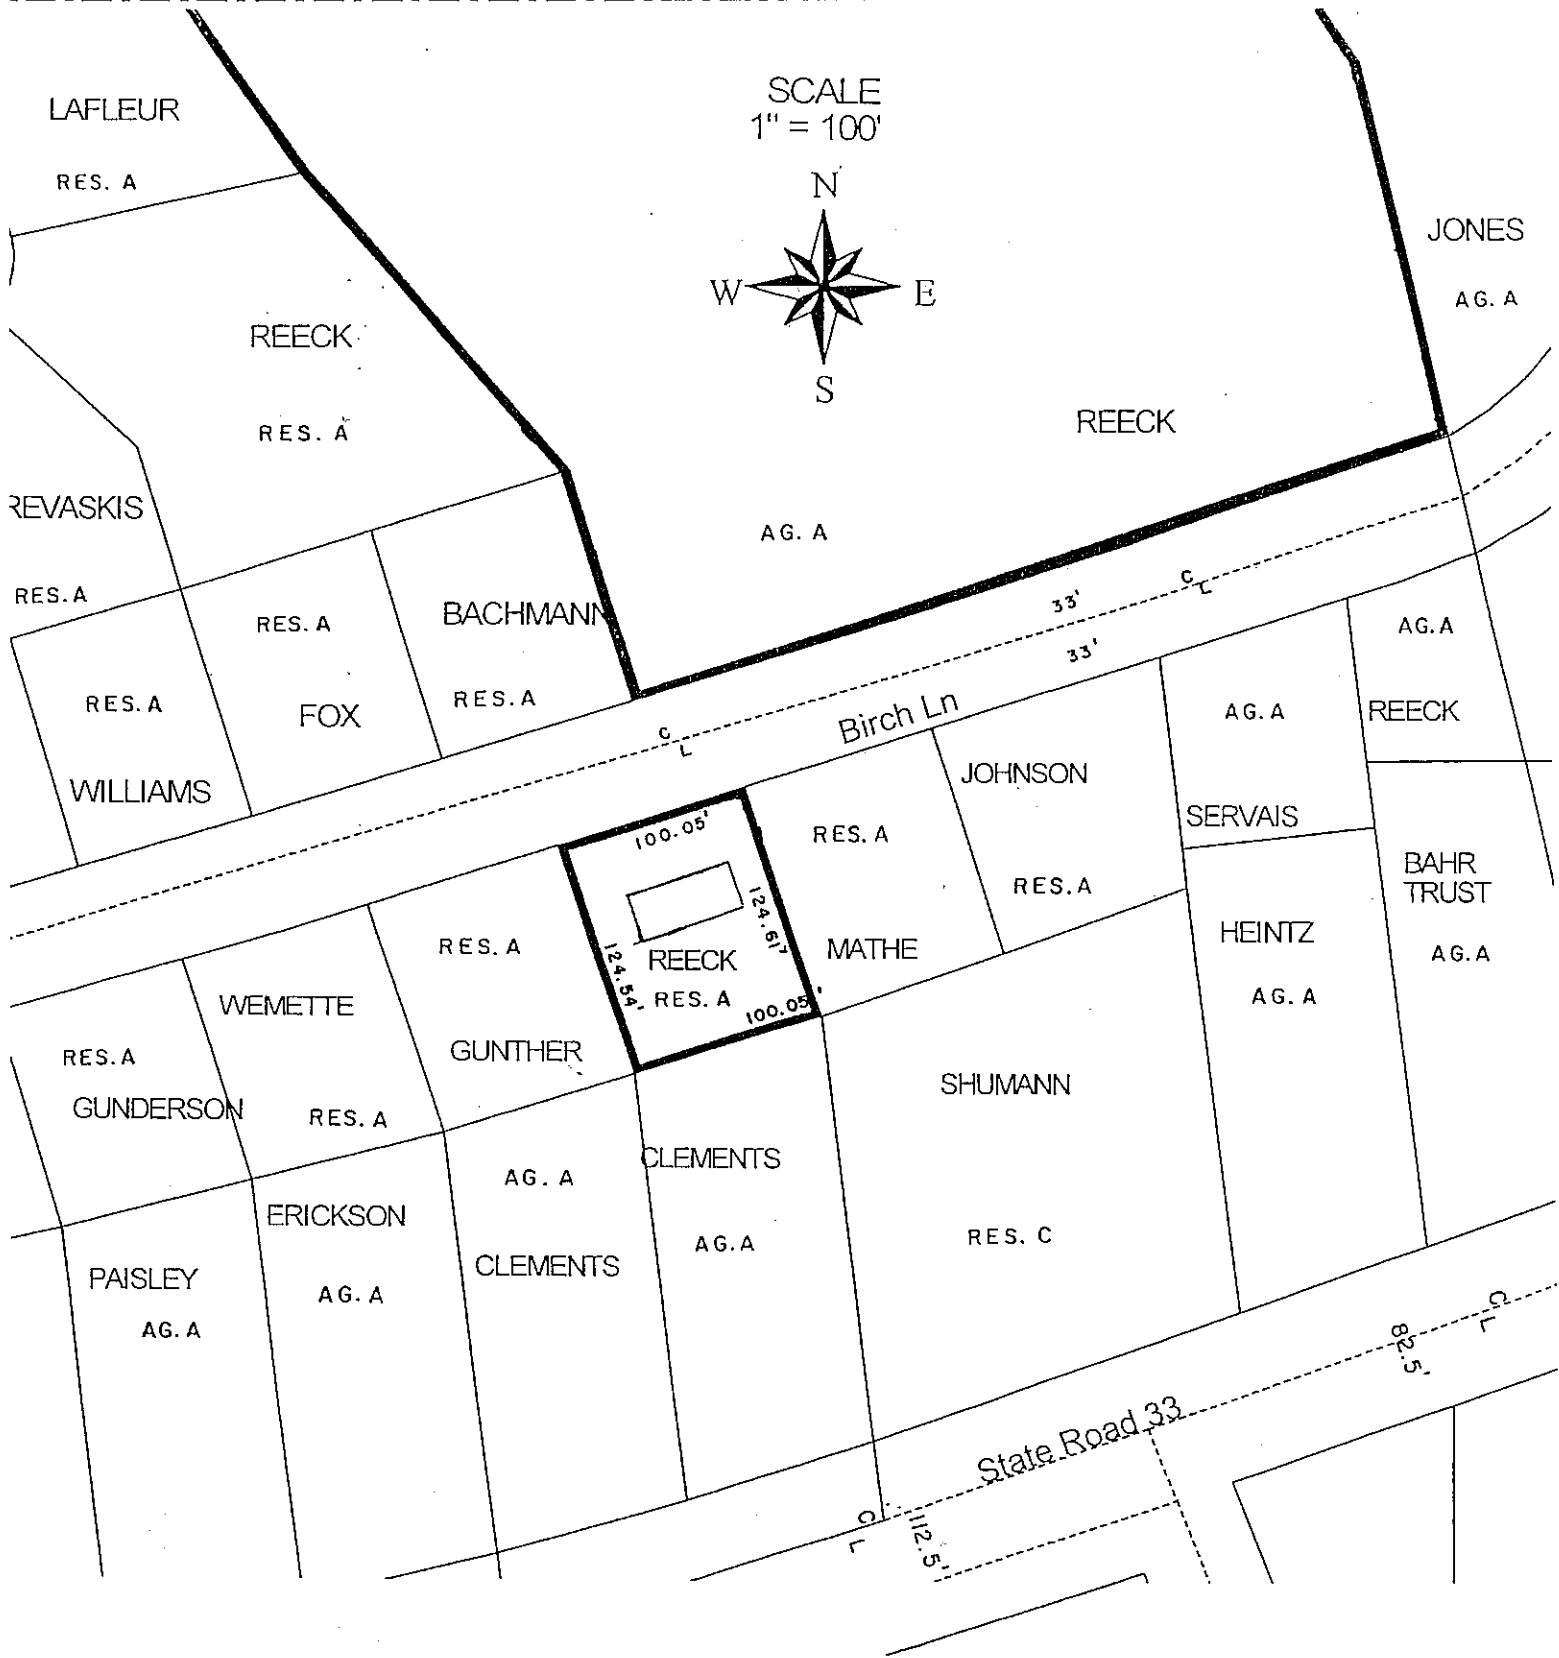 LAFLEUR
RES. A
SCALE
1" = 100'
N
W
E
S
JONES
AG. A
REECK
RES. A
REECK
AG. A
REVASKIS
RES. A
RES. A
FOX
BACHMANN
RES. A
RES. A
WILLIAMS
33'
C
L
33'
C
L
Birch Ln
AG. A
REECK
AG. A
SERVAIS
JOHNSON
RES. A
RES. A
MATHE
100.05'
124.61'
124.54'
REECK
RES. A
100.05'
BAHR
TRUST
AG. A
HEINTZ
AG. A
RES. A
GUNTHER
WEMETTE
RES. A
RES. A
GUNDERSON
SHUMANN
RES. C
CLEMENTS
AG. A
AG. A
CLEMENTS
ERICKSON
AG. A
PAISLEY
AG. A
C
L
82.5'
State Road 33
C
L
112.5'